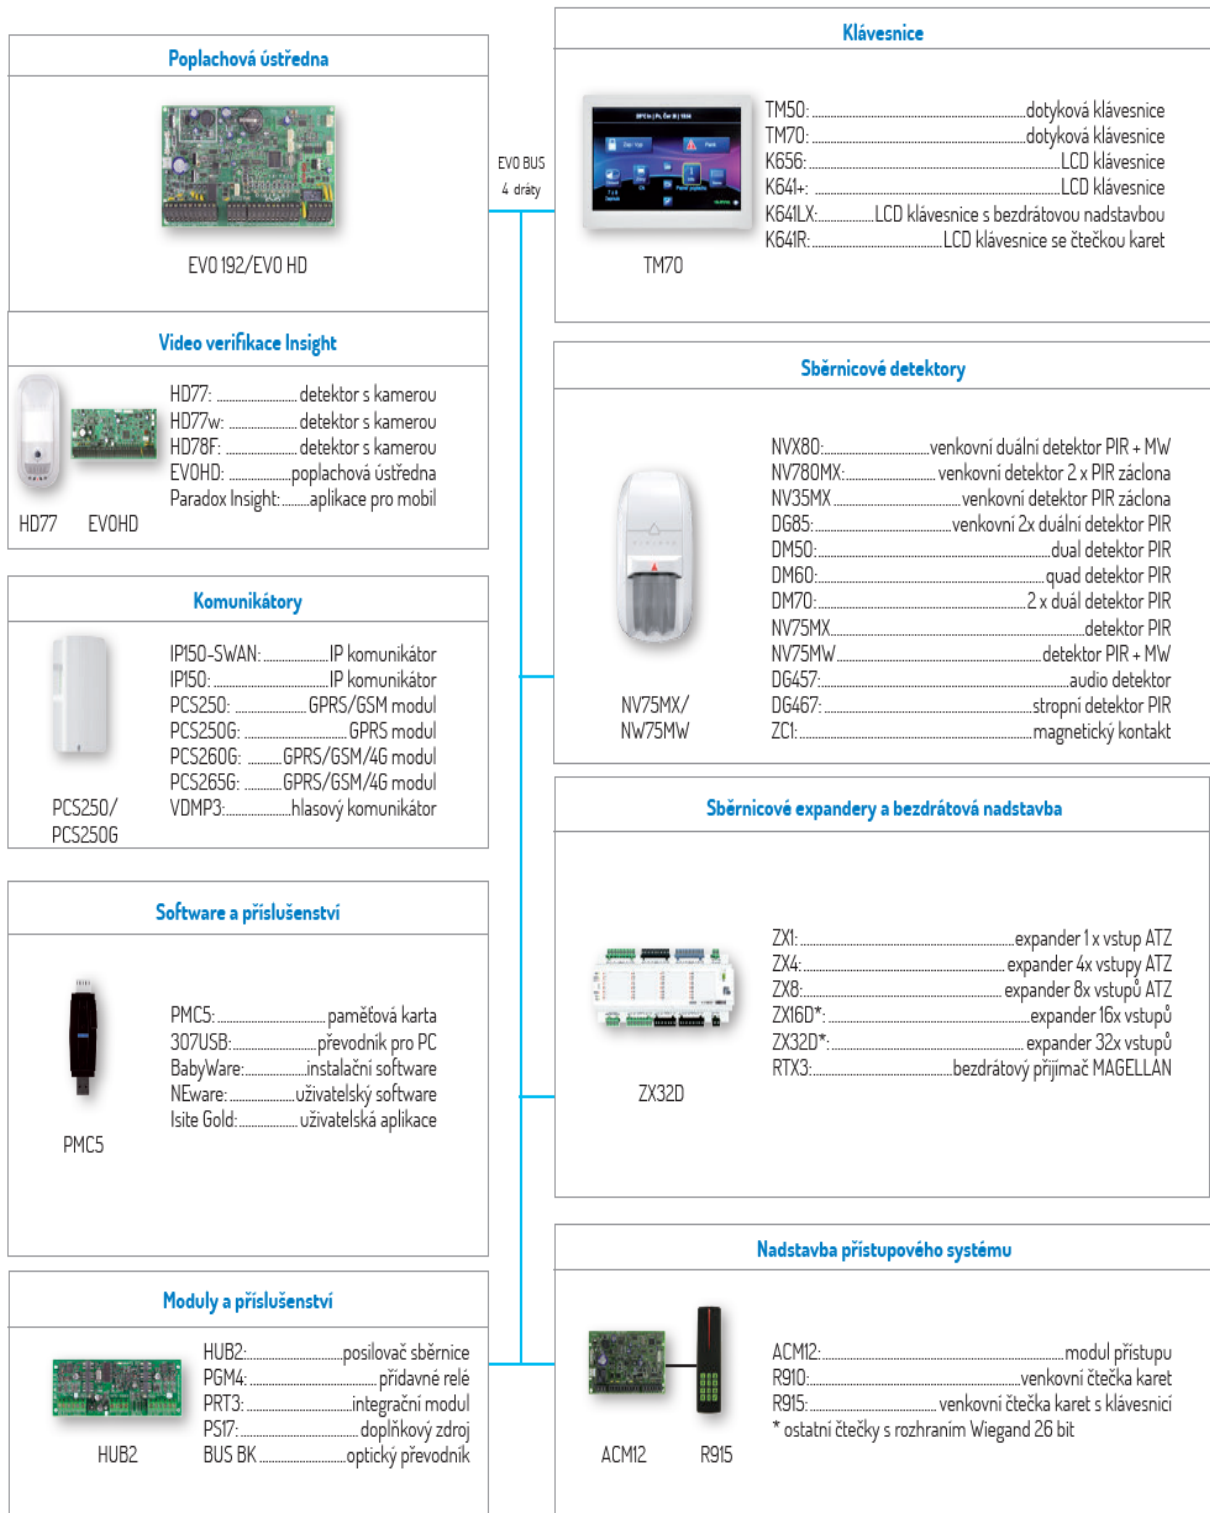 Poplachová ústředna
EVO 192/EVO HD
EVO BUS
4 dráty
Klávesnice
TM70
TM50: dotyková klávesnice
TM70: dotyková klávesnice
K656: LCD klávesnice
K641+: LCD klávesnice
K641LX: LCD klávesnice s bezdrátovou nadstavbou
K641R: LCD klávesnice se čtečkou karet
Video verifikace Insight
HD77 EVOHD
HD77: detektor s kamerou
HD77w: detektor s kamerou
HD78F: detektor s kamerou
EVOHD: poplachová ústředna
Paradox Insight: aplikace pro mobil
Sběrnicové detektory
NV75MX/
NW75MW
NVX80: venkovní duální detektor PIR + MW
NV780MX: venkovní detektor 2 x PIR záclona
NV35MX venkovní detektor PIR záclona
DG85: venkovní 2x duální detektor PIR
DM50: dual detektor PIR
DM60: quad detektor PIR
DM70: 2 x duál detektor PIR
NV75MX detektor PIR
NV75MW detektor PIR + MW
DG457: audio detektor
DG467: stropní detektor PIR
ZC1: magnetický kontakt
Komunikátory
PCS250/
PCS250G
IP150-SWAN: IP komunikátor
IP150: IP komunikátor
PCS250: GPRS/GSM modul
PCS250G: GPRS modul
PCS260G: GPRS/GSM/4G modul
PCS265G: GPRS/GSM/4G modul
VDMP3: hlasový komunikátor
Sběrnicové expandery a bezdrátová nadstavba
ZX32D
ZX1: expander 1 x vstup ATZ
ZX4: expander 4x vstupy ATZ
ZX8: expander 8x vstupů ATZ
ZX16D*: expander 16x vstupů
ZX32D*: expander 32x vstupů
RTX3: bezdrátový přijímač MAGELLAN
Software a příslušenství
PMC5
PMC5: paměťová karta
307USB: převodník pro PC
BabyWare: instalační software
NEware: uživatelský software
Isite Gold: uživatelská aplikace
Nadstavba přístupového systému
ACM12 R915
ACM12: modul přístupu
R910: venkovní čtečka karet
R915: venkovní čtečka karet s klávesnicí
* ostatní čtečky s rozhraním Wiegand 26 bit
Moduly a příslušenství
HUB2
HUB2: posilovač sběrnice
PGM4: přídavné relé
PRT3: integrační modul
PS17: doplňkový zdroj
BUS BK optický převodník